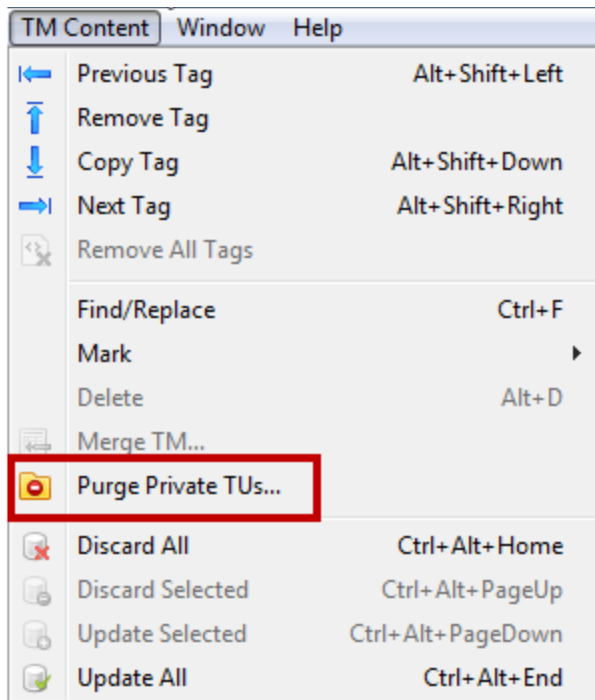 TM Content Window Help
Previous Tag Alt+Shift+Left
Remove Tag
Copy Tag Alt+Shift+Down
Next Tag Alt+Shift+Right
Remove All Tags
Find/Replace Ctrl+F
Mark
Delete Alt+D
Merge TM...
Purge Private TUs...
Discard All Ctrl+Alt+Home
Discard Selected Ctrl+Alt+PageUp
Update Selected Ctrl+Alt+PageDown
Update All Ctrl+Alt+End